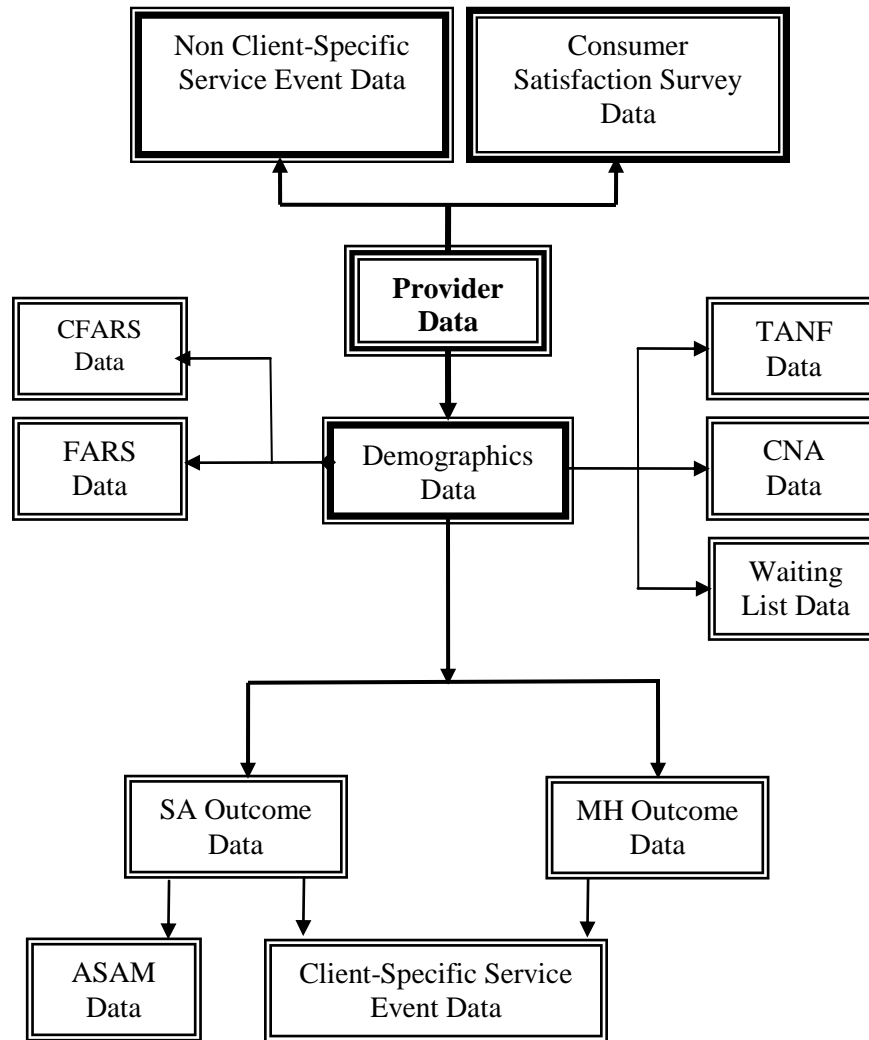 Non Client-Specific
Service Event Data
Consumer
Satisfaction Survey
Data
Provider
Data
CFARS
Data
TANF
Data
FARS
Data
Demographics
Data
CNA
Data
Waiting
List Data
SA Outcome
Data
MH Outcome
Data
ASAM
Data
Client-Specific Service
Event Data